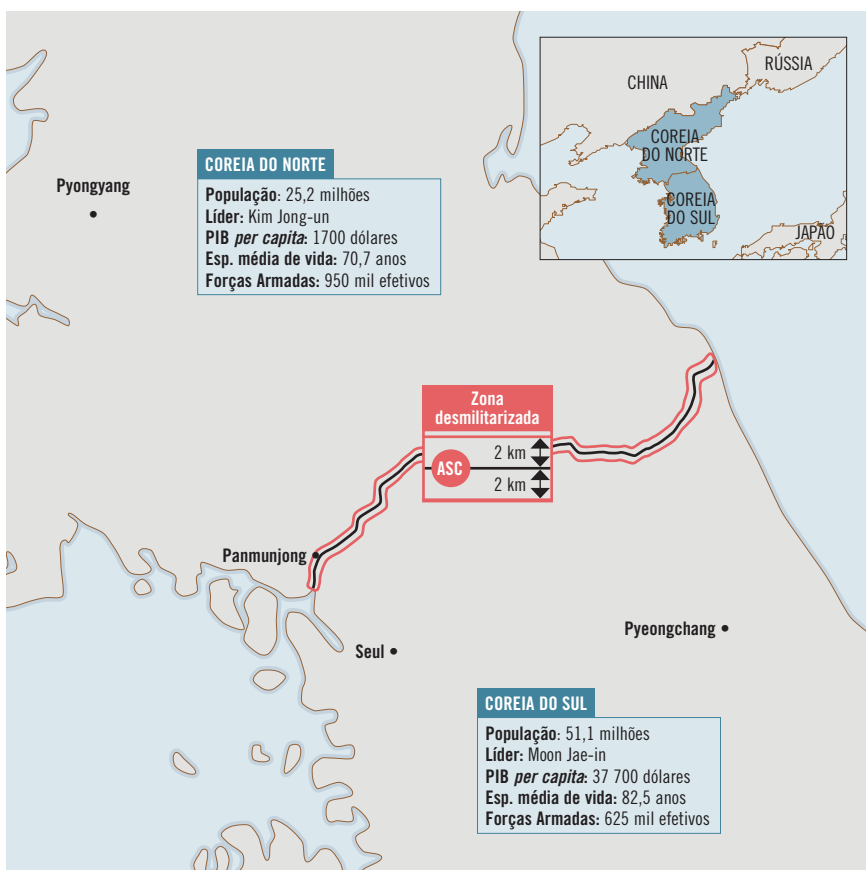 CHINA
RÚSSIA
COREIA
DO NORTE
COREIA
DO SUL
JAPÃO
Pyongyang
COREIA DO NORTE
População: 25,2 milhões
Líder: Kim Jong-un
PIB per capita: 1700 dólares
Esp. média de vida: 70,7 anos
Forças Armadas: 950 mil efetivos
Zona
desmilitarizada
ASC
2 km
2 km
Panmunjong
Seul
Pyeongchang
COREIA DO SUL
População: 51,1 milhões
Líder: Moon Jae-in
PIB per capita: 37 700 dólares
Esp. média de vida: 82,5 anos
Forças Armadas: 625 mil efetivos